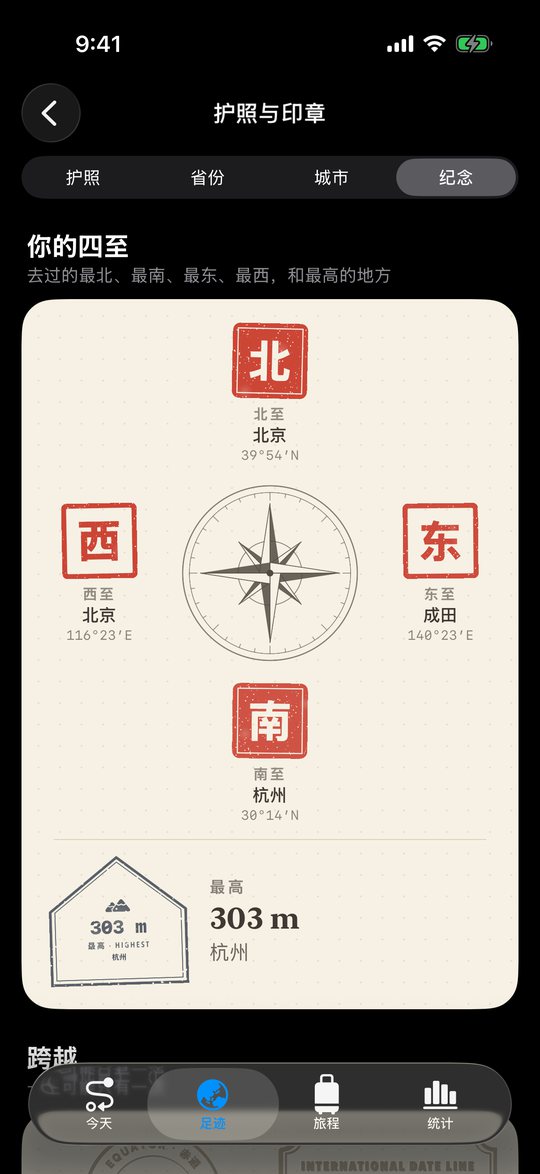 9:41
护照与印章
护照
省份
城市
纪念
你的四至
去过的最北、最南、最东、最西，和最高的地方
北
北至
北京
39°54′N
西
西至
北京
116°23′E
东
东至
成田
140°23′E
南
南至
杭州
30°14′N
303 m
最高 · HIGHEST
杭州
最高
303 m
杭州
跨越
今天
足迹
旅程
统计
EQUATOR · 赤道
INTERNATIONAL DATE LINE